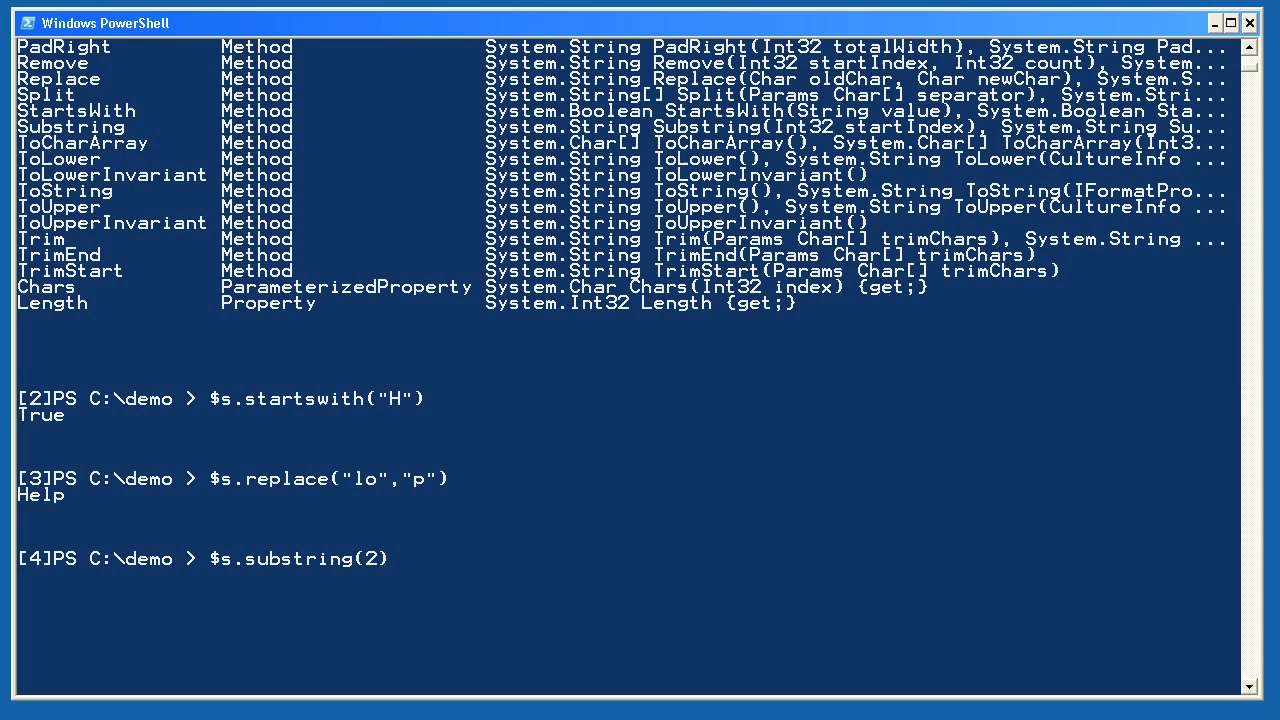 Windows PowerShell
PadRight Method System.String PadRight(Int32 totalWidth), System.String Pad...
Remove Method System.String Remove(Int32 startIndex, Int32 count), System...
Replace Method System.String Replace(Char oldChar, Char newChar), System.S...
Split Method System.String[] Split(Params Char[] separator), System.Stri...
StartsWith Method System.Boolean StartsWith(String value), System.Boolean Sta...
Substring Method System.String Substring(Int32 startIndex), System.String Su...
ToCharArray Method System.Char[] ToCharArray(), System.Char[] ToCharArray(Int3...
ToLower Method System.String ToLower(), System.String ToLower(CultureInfo ...
ToLowerInvariant Method System.String ToLowerInvariant()
ToString Method System.String ToString(), System.String ToString(IFormatPro...
ToUpper Method System.String ToUpper(), System.String ToUpper(CultureInfo ...
ToUpperInvariant Method System.String ToUpperInvariant()
Trim Method System.String Trim(Params Char[] trimChars), System.String ...
TrimEnd Method System.String TrimEnd(Params Char[] trimChars)
TrimStart Method System.String TrimStart(Params Char[] trimChars)
Chars ParameterizedProperty System.Char Chars(Int32 index) {get;}
Length Property System.Int32 Length {get;}
[2]PS C:\demo > $s.startswith("H")
True
[3]PS C:\demo > $s.replace("lo","p")
Help
[4]PS C:\demo > $s.substring(2)